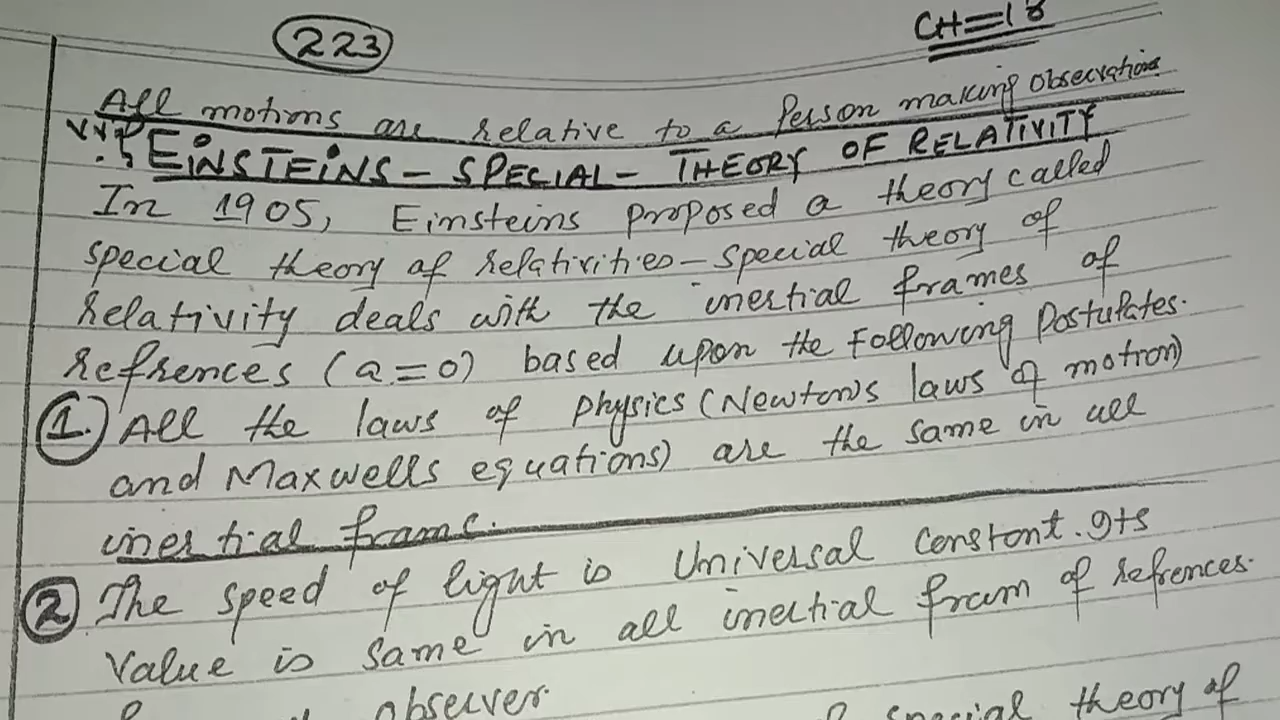 223
CH=18
All motions are relative to a Person making observations
VVI EINSTEINS - SPECIAL - THEORY OF RELATIVITY
In 1905, Einsteins proposed a theory called
special theory of relativities - special theory of
relativity deals with the inertial frames of
refrences (a=0) based upon the Following Postulates.
1. All the laws of physics (Newtons laws of motion)
and Maxwells equations) are the same in all
inertial frame.
2 The speed of light is Universal constont. Its
Value is same in all inertial fram of refrences.
observer.
special theory of